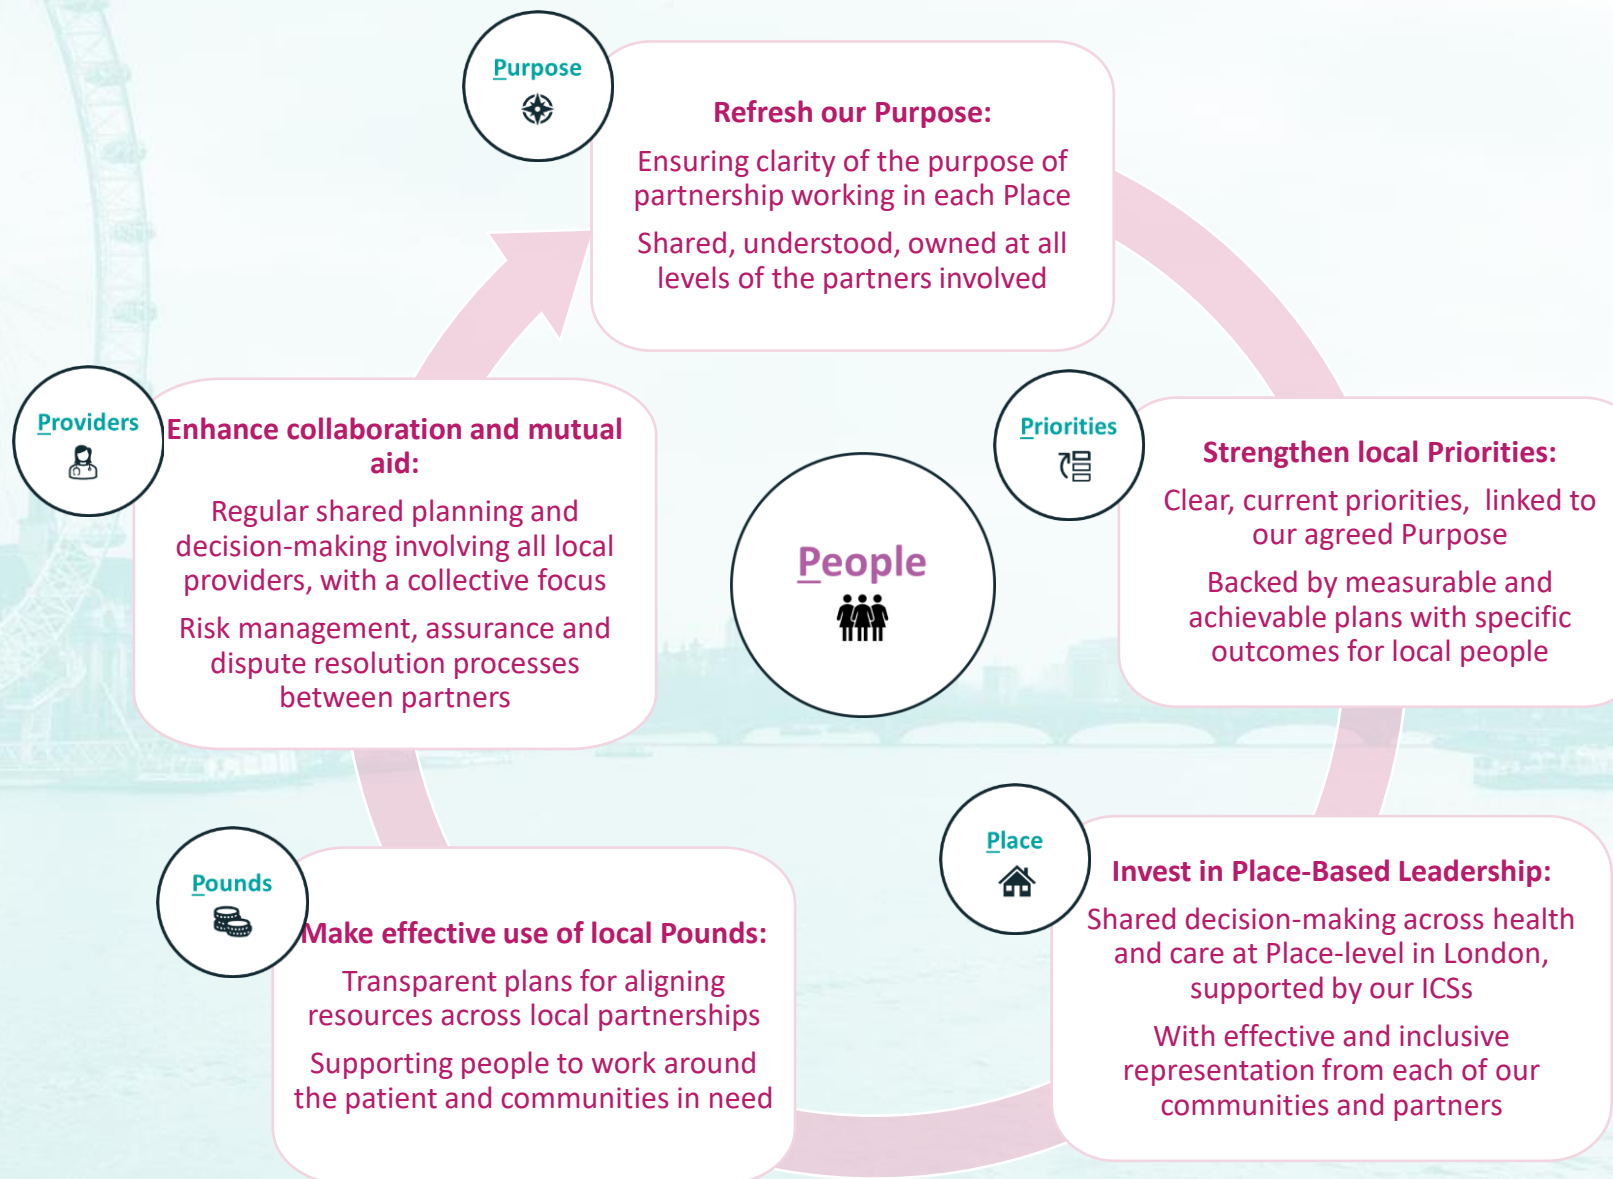 Purpose
Refresh our Purpose:
Ensuring clarity of the purpose of
partnership working in each Place
Shared, understood, owned at all
levels of the partners involved
Priorities
Strengthen local Priorities:
Clear, current priorities,  linked to
our agreed Purpose
Backed by measurable and
achievable plans with specific
outcomes for local people
Place
Invest in Place-Based Leadership:
Shared decision-making across health
and care at Place-level in London,
supported by our ICSs
With effective and inclusive
representation from each of our
communities and partners
Pounds
Make effective use of local Pounds:
Transparent plans for aligning
resources across local partnerships
Supporting people to work around
the patient and communities in need
Providers
Enhance collaboration and mutual
aid:
Regular shared planning and
decision-making involving all local
providers, with a collective focus
Risk management, assurance and
dispute resolution processes
between partners
People